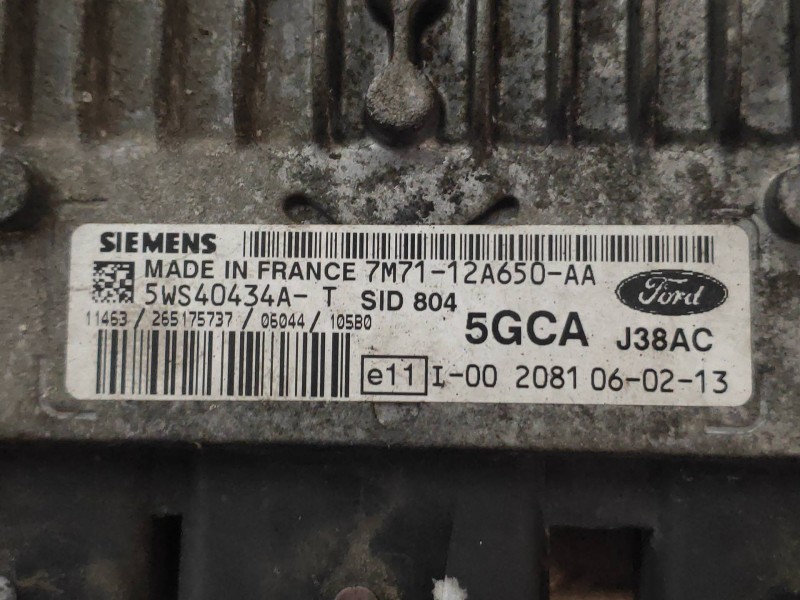 SIEMENS
MADE IN FRANCE 7M71-12A650-AA
5WS40434A-T SID 804
Ford
11463 / 265175737 / 06044 / 105B0
5GCA J38AC
e11 I-00 2081 06-02-13